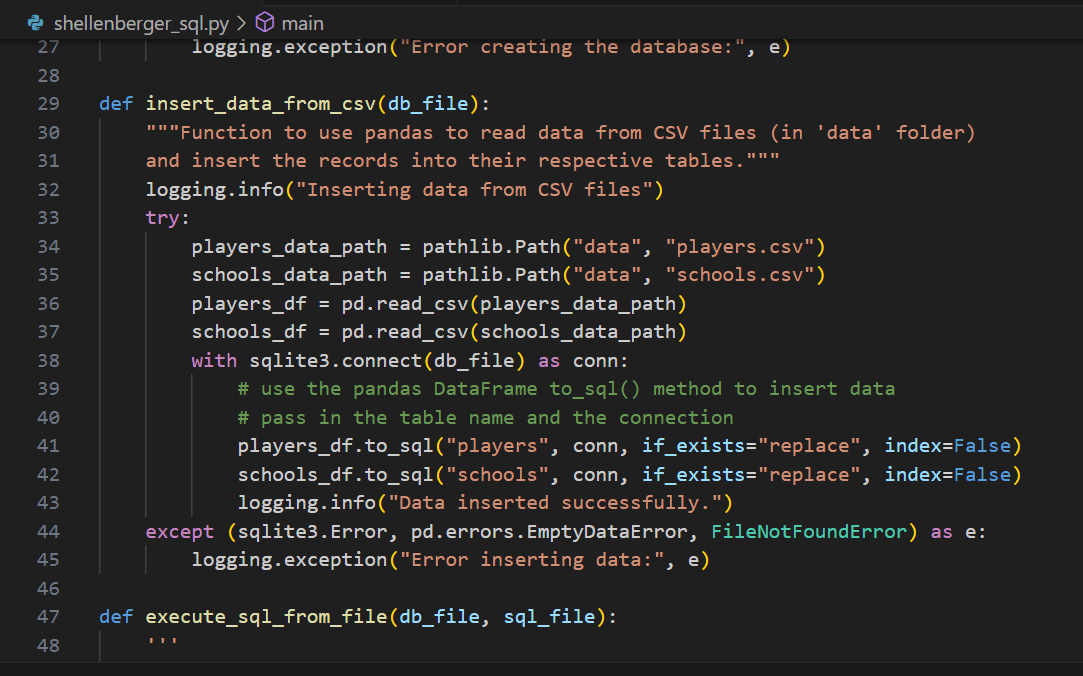 shellenberger_sql.py > main
27 logging.exception("Error creating the database:", e)
28
29 def insert_data_from_csv(db_file):
30 """Function to use pandas to read data from CSV files (in 'data' folder)
31 and insert the records into their respective tables."""
32 logging.info("Inserting data from CSV files")
33 try:
34 players_data_path = pathlib.Path("data", "players.csv")
35 schools_data_path = pathlib.Path("data", "schools.csv")
36 players_df = pd.read_csv(players_data_path)
37 schools_df = pd.read_csv(schools_data_path)
38 with sqlite3.connect(db_file) as conn:
39 # use the pandas DataFrame to_sql() method to insert data
40 # pass in the table name and the connection
41 players_df.to_sql("players", conn, if_exists="replace", index=False)
42 schools_df.to_sql("schools", conn, if_exists="replace", index=False)
43 logging.info("Data inserted successfully.")
44 except (sqlite3.Error, pd.errors.EmptyDataError, FileNotFoundError) as e:
45 logging.exception("Error inserting data:", e)
46
47 def execute_sql_from_file(db_file, sql_file):
48 '''